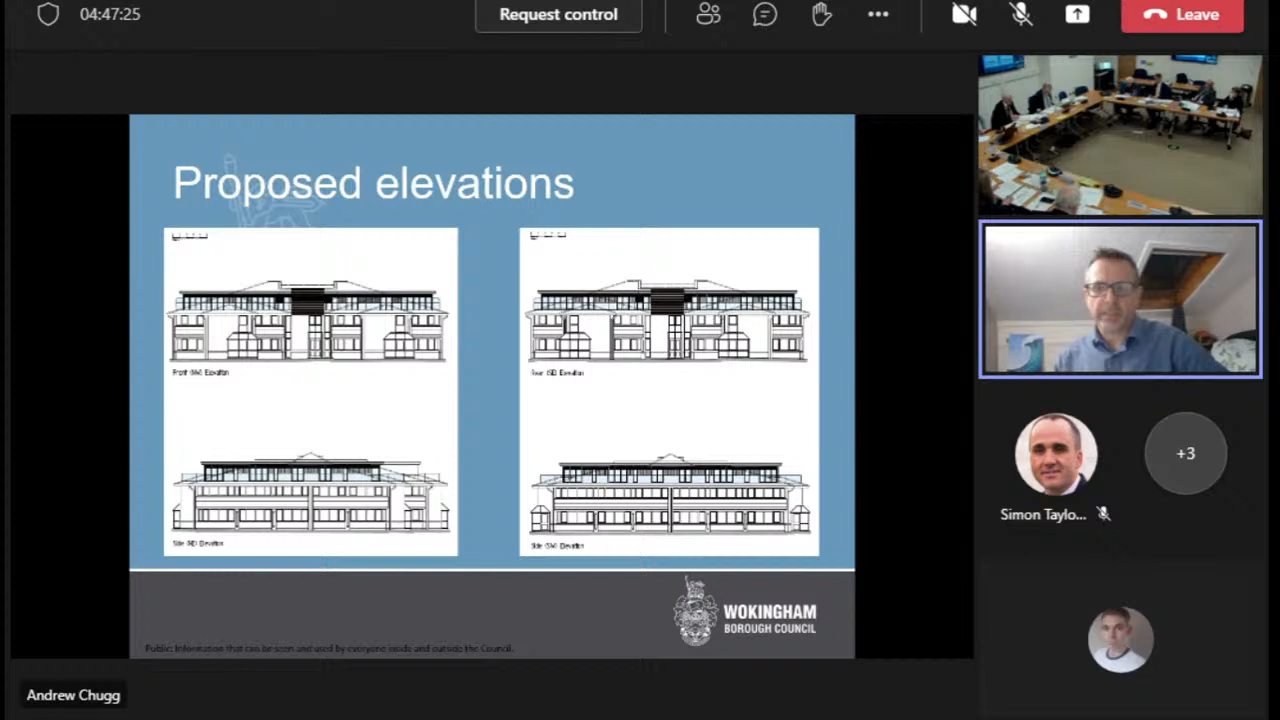 04:47:25
Request control
Leave
Proposed elevations
Front (NW) Elevation
Rear (SE) Elevation
Side (NE) Elevation
Side (SW) Elevation
Simon Taylo...
+3
WOKINGHAM
BOROUGH COUNCIL
Public: Information that can be seen and used by everyone inside and outside the Council.
Andrew Chugg